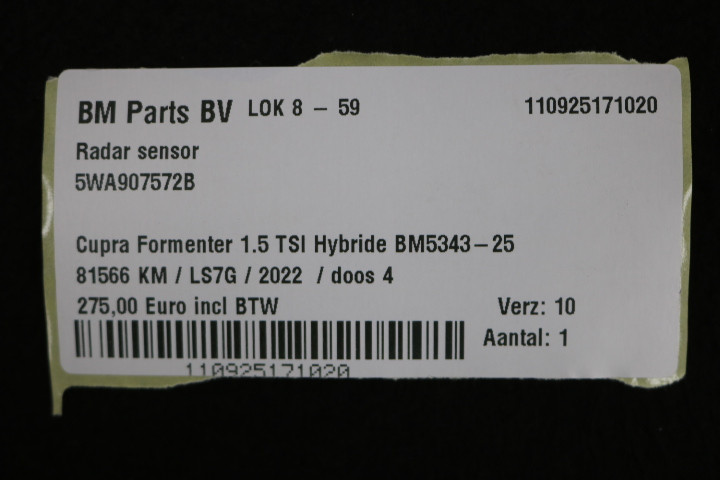 BM Parts BV LOK 8 – 59 110925171020
Radar sensor
5WA907572B
Cupra Formenter 1.5 TSI Hybride BM5343–25
81566 KM / LS7G / 2022 / doos 4
275,00 Euro incl BTW Verz: 10
Aantal: 1
110925171020